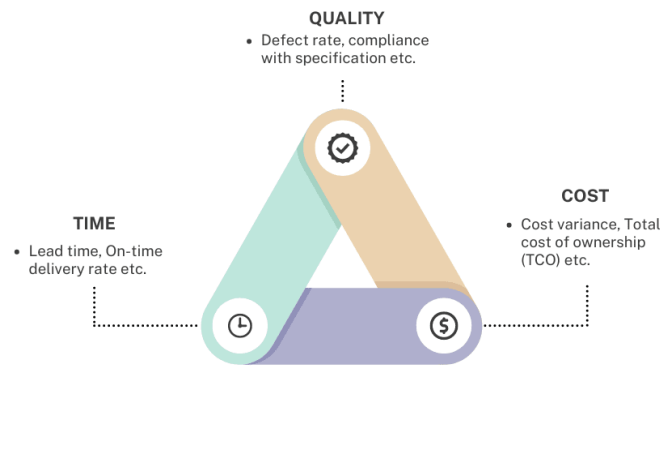 QUALITY
• Defect rate, compliance
with specification etc.
COST
• Cost variance, Total
cost of ownership
(TCO) etc.
TIME
• Lead time, On-time
delivery rate etc.
$